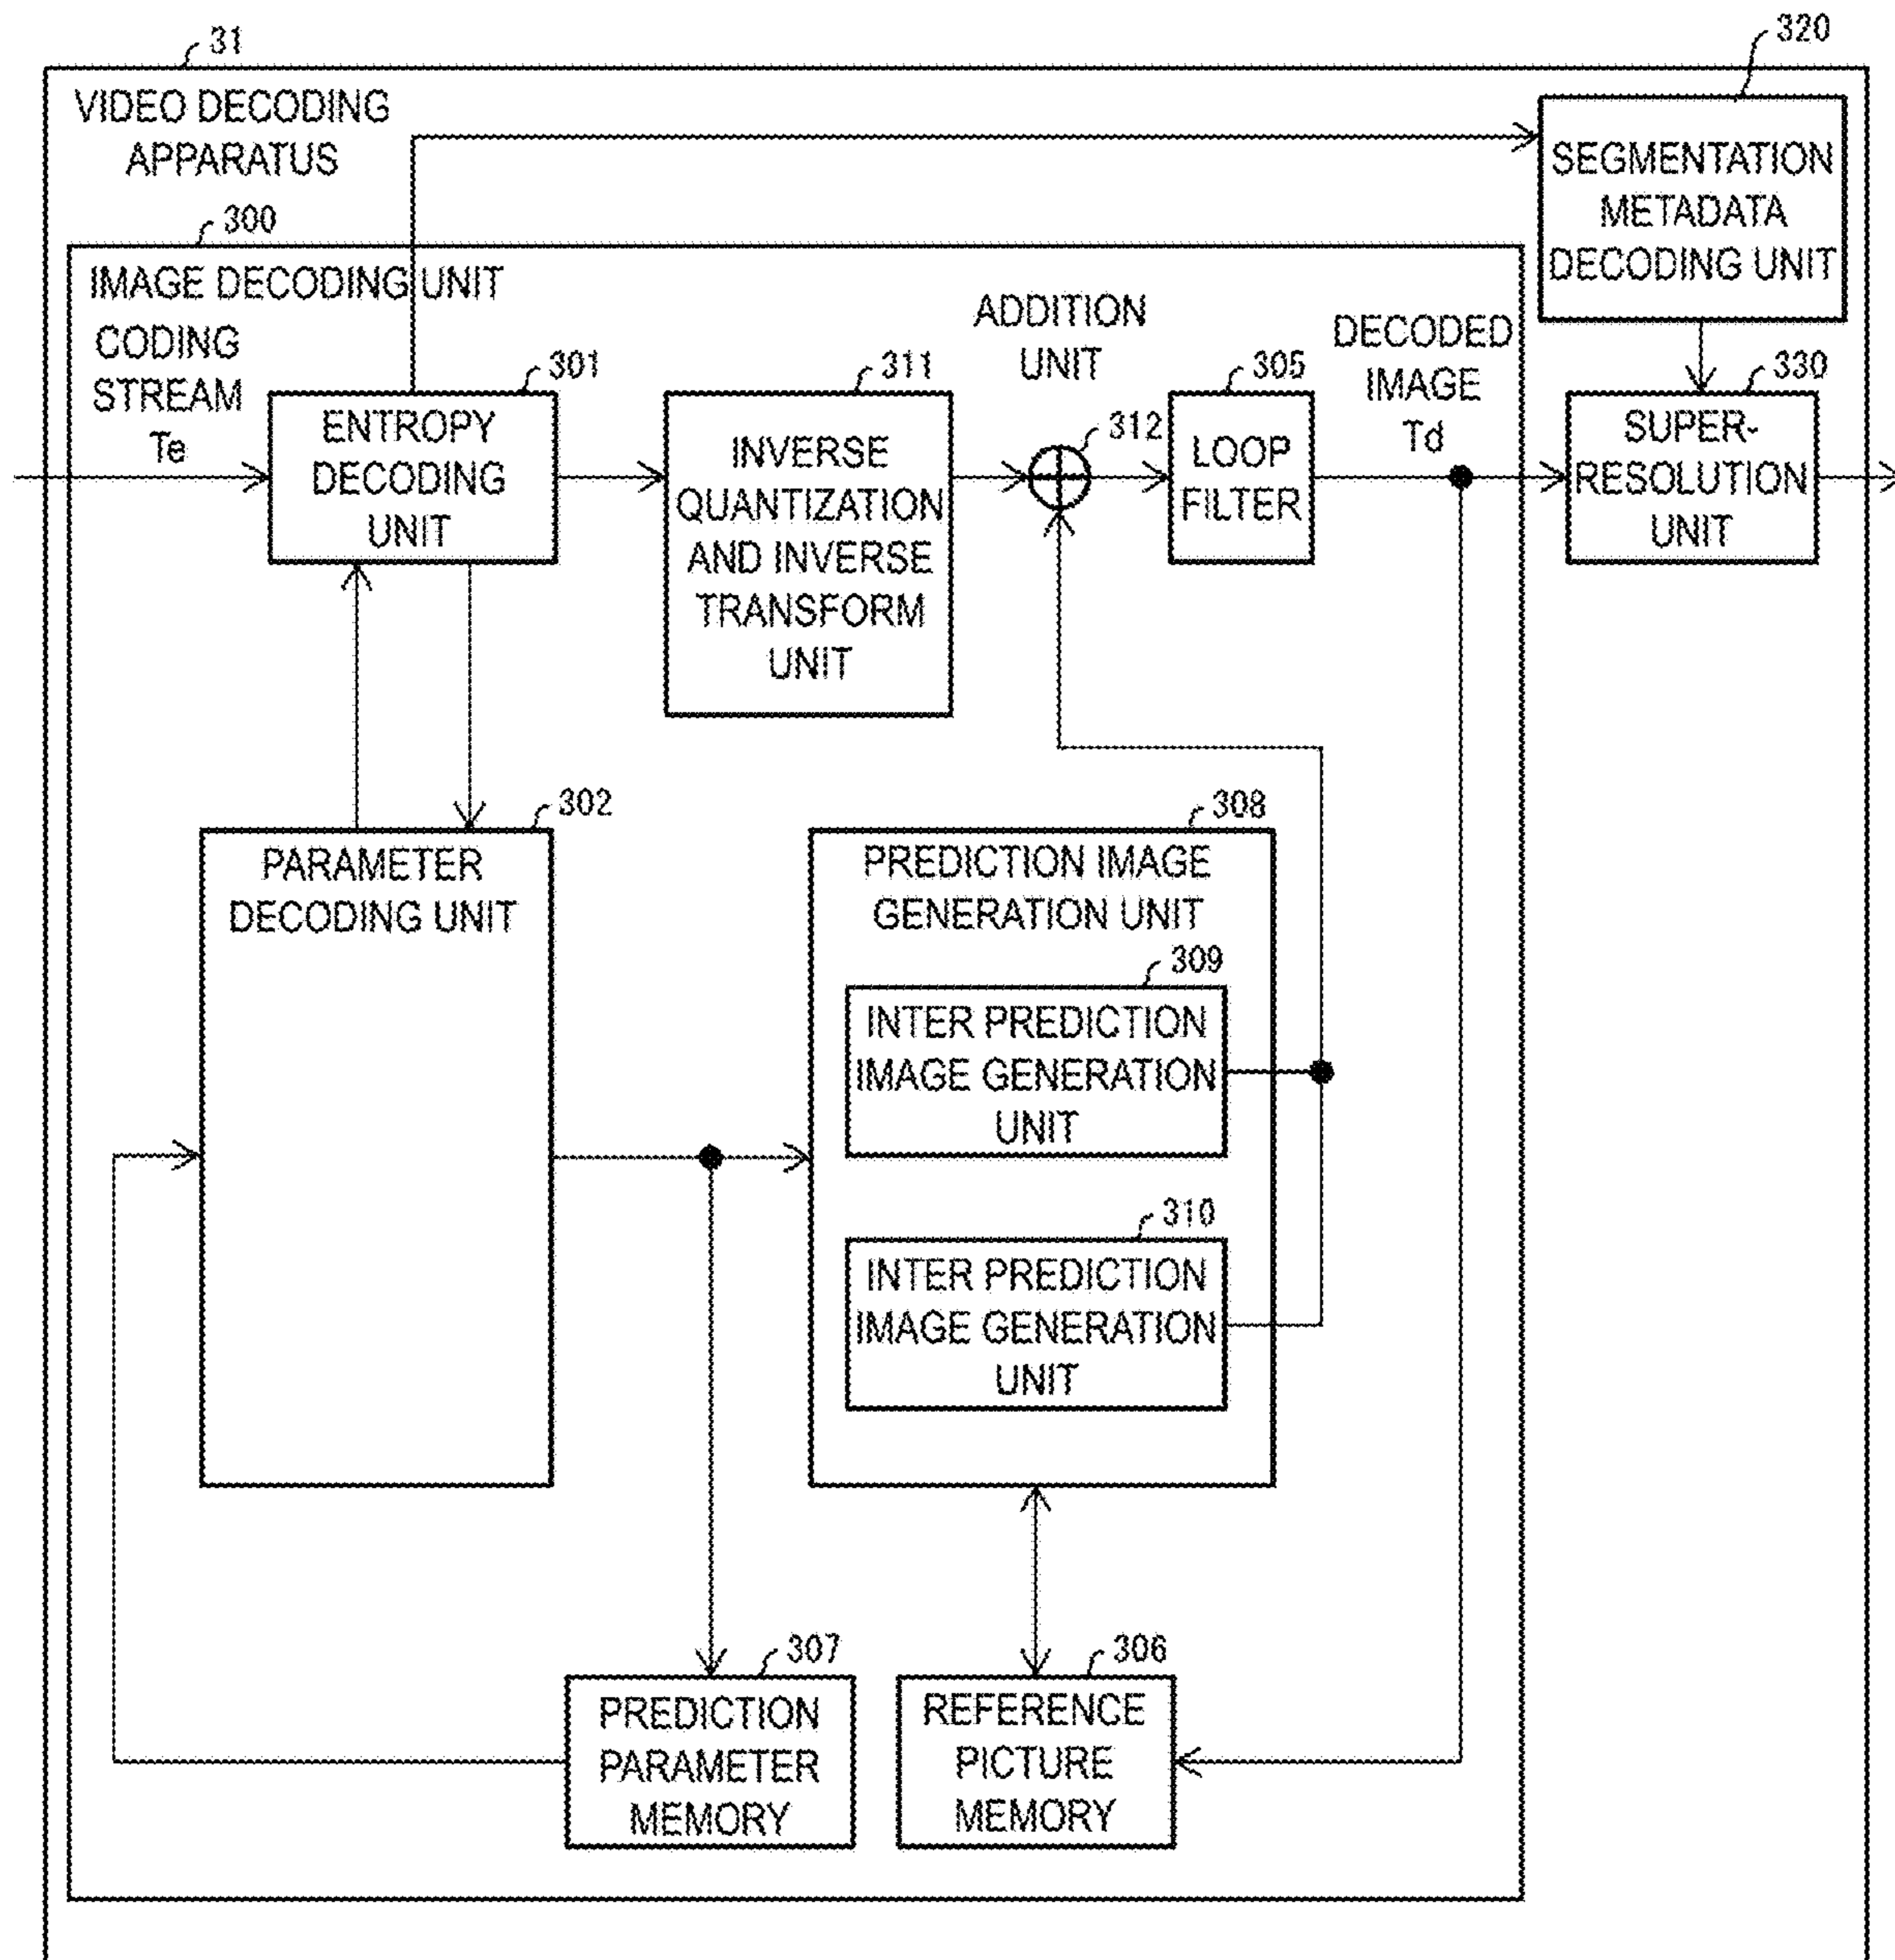 31
320
VIDEO DECODING
APPARATUS
SEGMENTATION
METADATA
DECODING UNIT
300
IMAGE DECODING UNIT
CODING
STREAM
Te
ADDITION
UNIT
DECODED
IMAGE
Td
301
ENTROPY
DECODING
UNIT
311
INVERSE
QUANTIZATION
AND INVERSE
TRANSFORM
UNIT
312
305
LOOP
FILTER
330
SUPER-
RESOLUTION
UNIT
302
PARAMETER
DECODING UNIT
308
PREDICTION IMAGE
GENERATION UNIT
309
INTER PREDICTION
IMAGE GENERATION
UNIT
310
INTER PREDICTION
IMAGE GENERATION
UNIT
307
PREDICTION
PARAMETER
MEMORY
306
REFERENCE
PICTURE
MEMORY